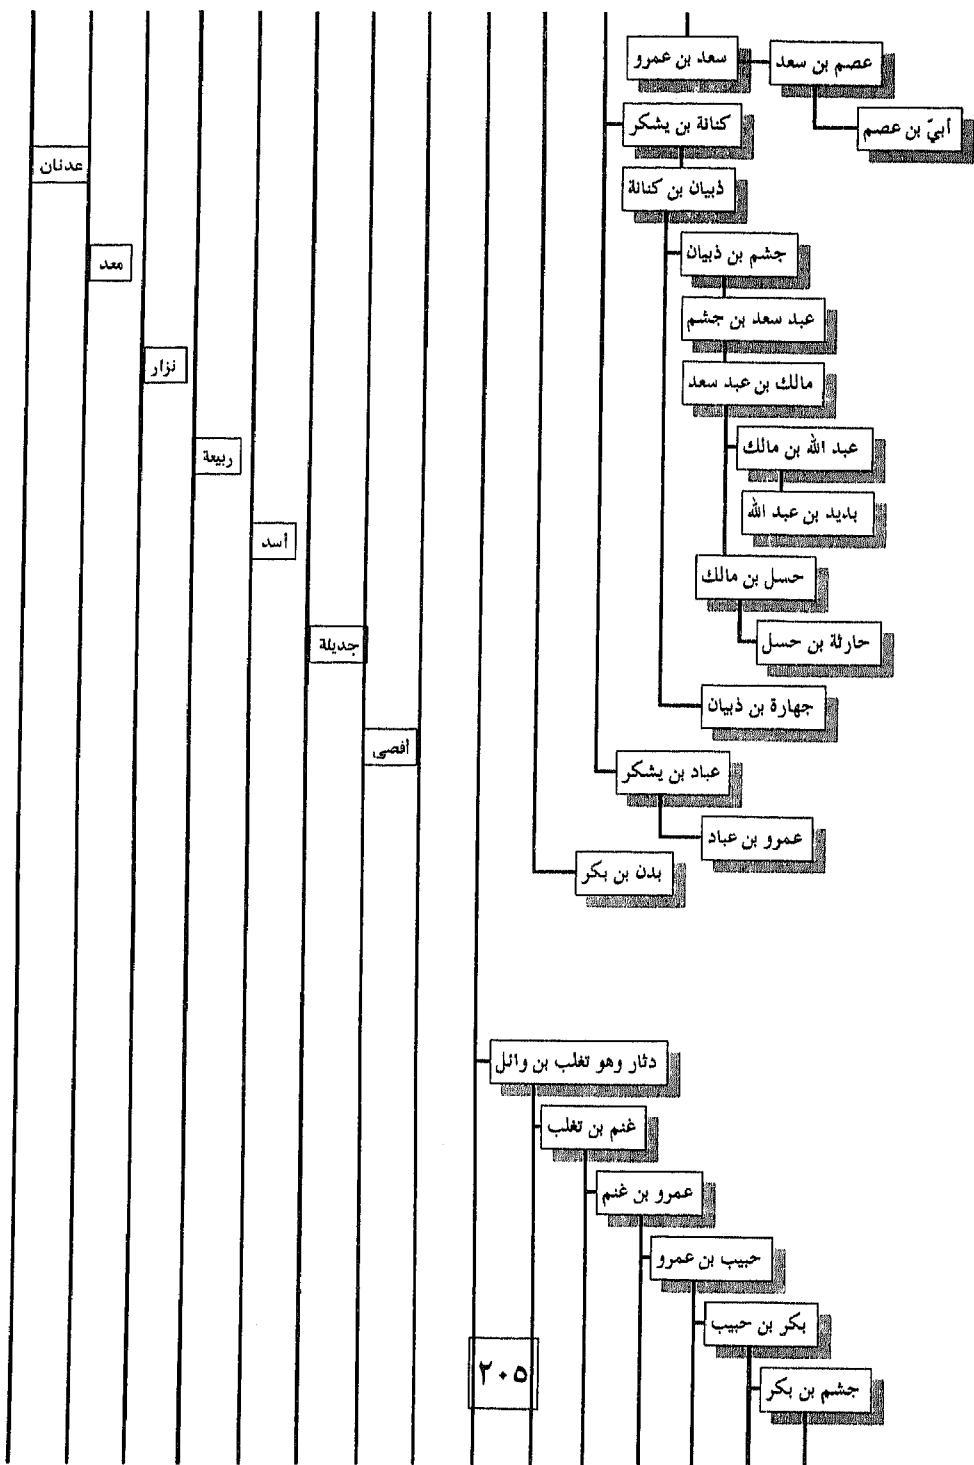 سعد بن عمرو
عصم بن سعد
أبيّ بن عصم
كنانة بن يشكر
ذبيان بن كنانة
جشم بن ذبيان
عبد سعد بن جشم
مالك بن عبد سعد
عبد الله بن مالك
بديد بن عبد الله
حسل بن مالك
حارثة بن حسل
جهارة بن ذبيان
عباد بن يشكر
عمرو بن عباد
بدن بن بكر
عدنان
معد
نزار
ربيعة
أسد
جديلة
أفصى
دثار وهو تغلب بن وائل
غنم بن تغلب
عمرو بن غنم
حبيب بن عمرو
بكر بن حبيب
جشم بن بكر
٢٠٥